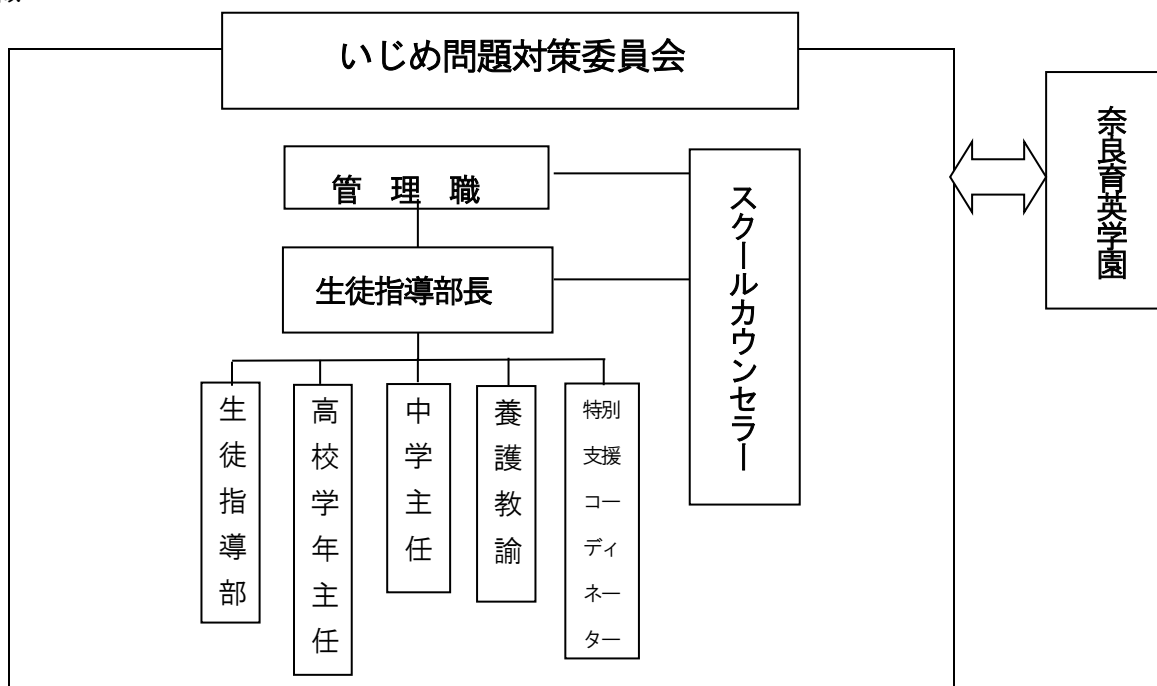 いじめ問題対策委員会
管　理　職
生徒指導部長
スクールカウンセラー
奈良育英学園
生徒指導部
高校学年主任
中学主任
養護教諭
特別支援コーディネーター